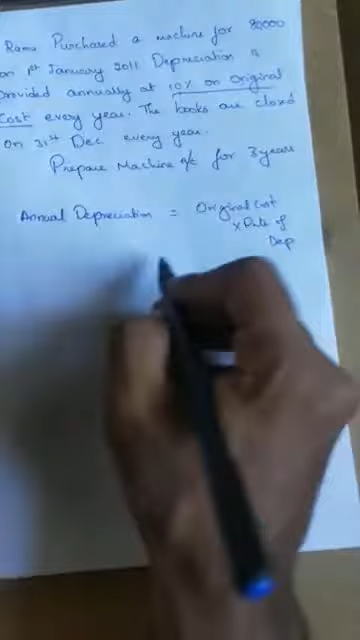 Ramu Purchased a machine for 80000
on 1st January 2011 Depreciation is
Provided annually at 10% on Original
Cost every year. The books are closed
On 31st Dec every year.
Prepare Machine a/c for 3 years
Annual Depreciation = Original Cost
x Rate of
Dep